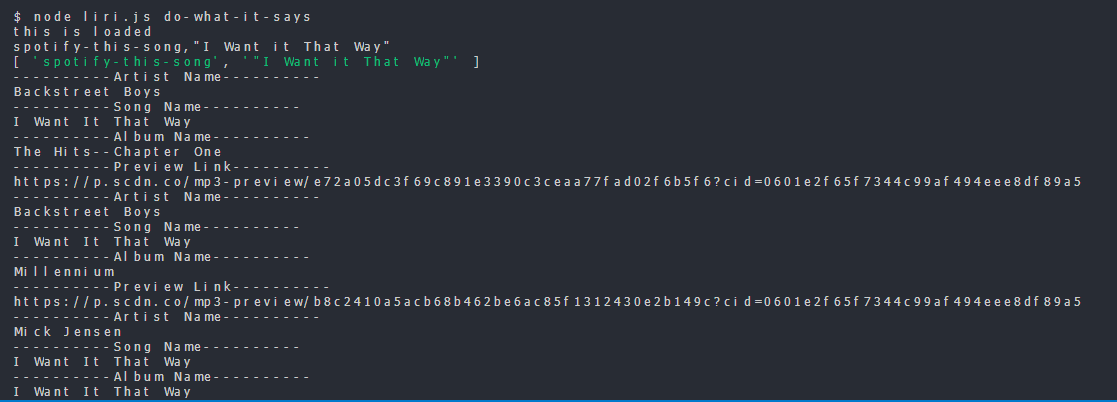 $ node liri.js do-what-it-says
this is loaded
spotify-this-song,"I Want it That Way"
[ 'spotify-this-song', '"I Want it That Way"' ]
----------Artist Name----------
Backstreet Boys
----------Song Name----------
I Want It That Way
----------Album Name----------
The Hits--Chapter One
----------Preview Link----------
https://p.scdn.co/mp3-preview/e72a05dc3f69c891e3390c3ceaa77fad02f6b5f6?cid=0601e2f65f7344c99af494eee8df89a5
----------Artist Name----------
Backstreet Boys
----------Song Name----------
I Want It That Way
----------Album Name----------
Millennium
----------Preview Link----------
https://p.scdn.co/mp3-preview/b8c2410a5acb68b462be6ac85f1312430e2b149c?cid=0601e2f65f7344c99af494eee8df89a5
----------Artist Name----------
Mick Jensen
----------Song Name----------
I Want It That Way
----------Album Name----------
I Want It That Way